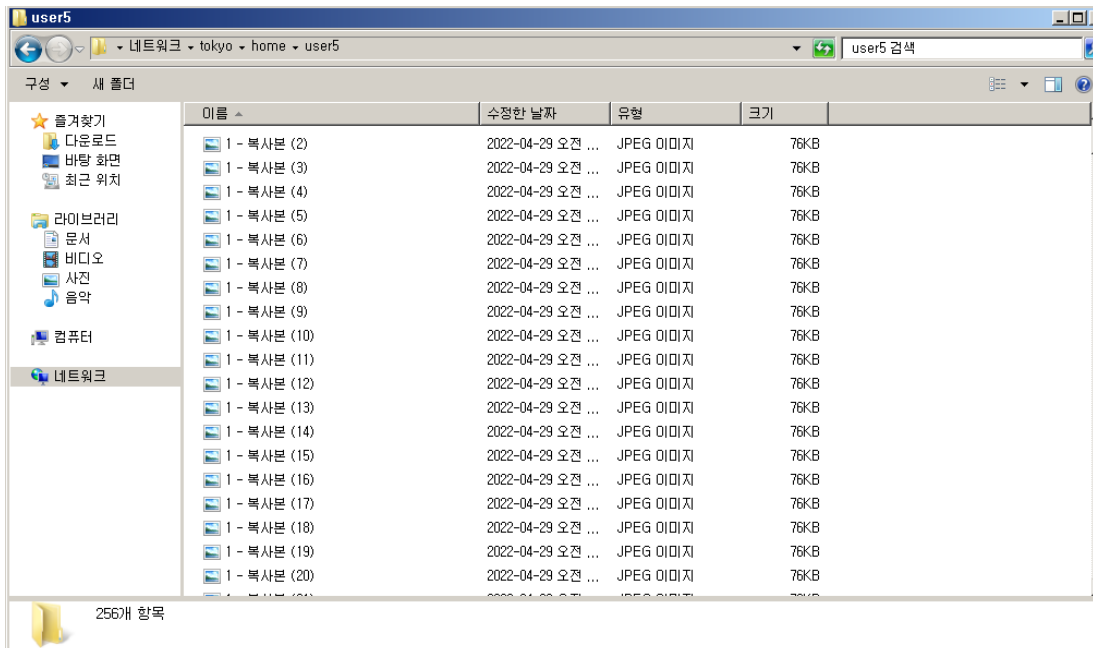 user5
네트워크 tokyo home user5
user5 검색
구성 새 폴더
이름 수정한 날짜 유형 크기
즐겨찾기
다운로드
바탕 화면
최근 위치
라이브러리
문서
비디오
사진
음악
컴퓨터
네트워크
1 - 복사본 (2) 2022-04-29 오전 ... JPEG 이미지 76KB
1 - 복사본 (3) 2022-04-29 오전 ... JPEG 이미지 76KB
1 - 복사본 (4) 2022-04-29 오전 ... JPEG 이미지 76KB
1 - 복사본 (5) 2022-04-29 오전 ... JPEG 이미지 76KB
1 - 복사본 (6) 2022-04-29 오전 ... JPEG 이미지 76KB
1 - 복사본 (7) 2022-04-29 오전 ... JPEG 이미지 76KB
1 - 복사본 (8) 2022-04-29 오전 ... JPEG 이미지 76KB
1 - 복사본 (9) 2022-04-29 오전 ... JPEG 이미지 76KB
1 - 복사본 (10) 2022-04-29 오전 ... JPEG 이미지 76KB
1 - 복사본 (11) 2022-04-29 오전 ... JPEG 이미지 76KB
1 - 복사본 (12) 2022-04-29 오전 ... JPEG 이미지 76KB
1 - 복사본 (13) 2022-04-29 오전 ... JPEG 이미지 76KB
1 - 복사본 (14) 2022-04-29 오전 ... JPEG 이미지 76KB
1 - 복사본 (15) 2022-04-29 오전 ... JPEG 이미지 76KB
1 - 복사본 (16) 2022-04-29 오전 ... JPEG 이미지 76KB
1 - 복사본 (17) 2022-04-29 오전 ... JPEG 이미지 76KB
1 - 복사본 (18) 2022-04-29 오전 ... JPEG 이미지 76KB
1 - 복사본 (19) 2022-04-29 오전 ... JPEG 이미지 76KB
1 - 복사본 (20) 2022-04-29 오전 ... JPEG 이미지 76KB
256개 항목